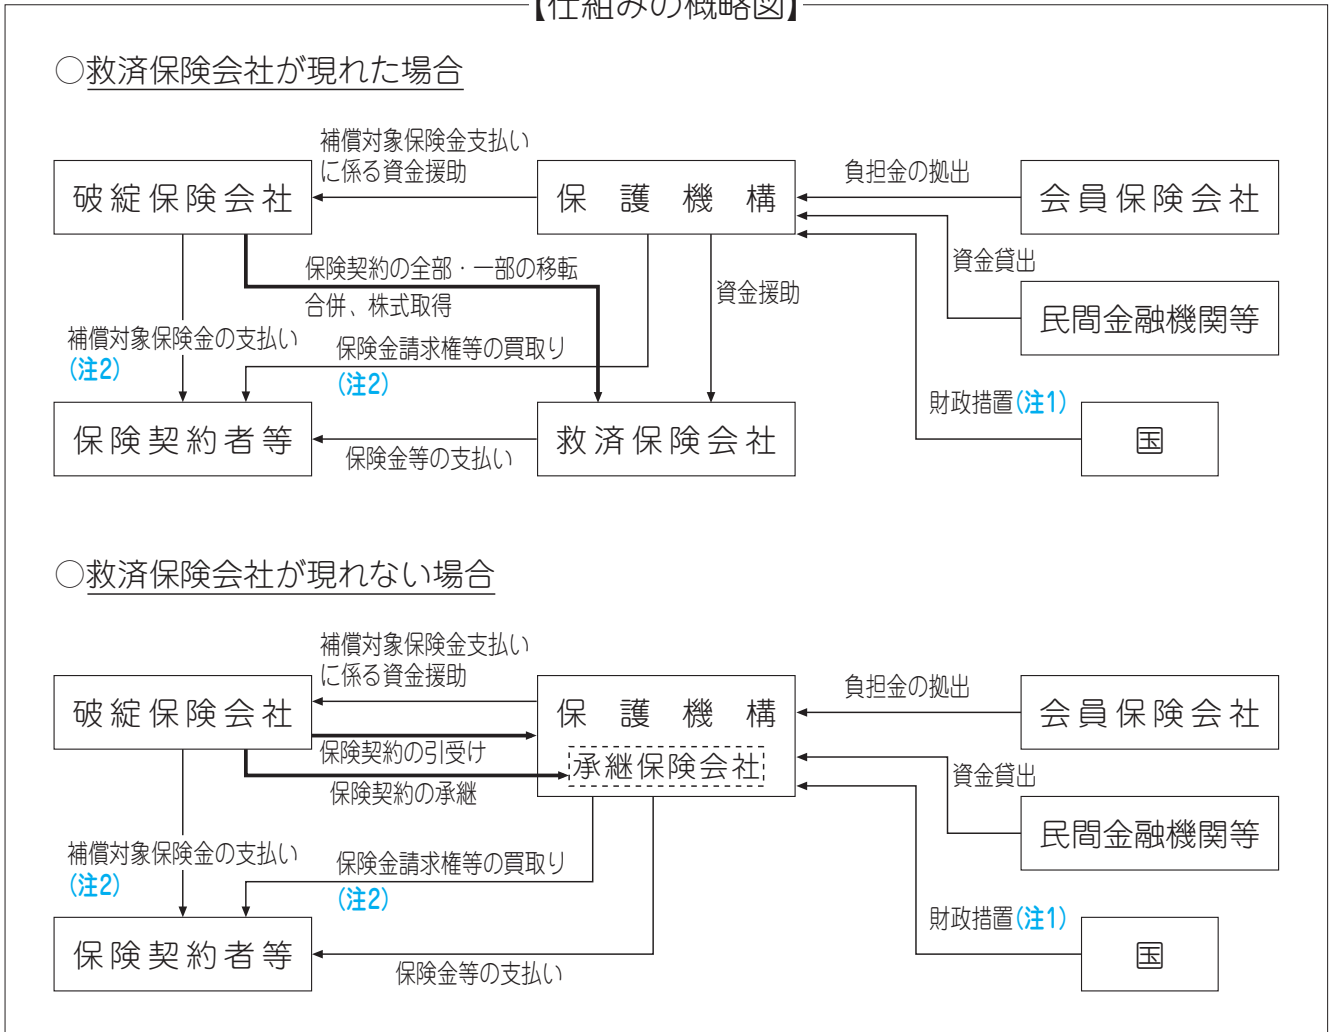 【仕組みの概略図】
○救済保険会社が現れた場合
補償対象保険金支払い
に係る資金援助
負担金の拠出
破綻保険会社
保護機構
会員保険会社
保険契約の全部・一部の移転
合併、株式取得
資金援助
資金貸出
民間金融機関等
補償対象保険金の支払い
(注2)
保険金請求権等の買取り
(注2)
財政措置(注1)
保険契約者等
保険金等の支払い
救済保険会社
国
○救済保険会社が現れない場合
補償対象保険金支払い
に係る資金援助
負担金の拠出
破綻保険会社
保護機構
会員保険会社
保険契約の引受け
承継保険会社
保険契約の承継
資金貸出
民間金融機関等
補償対象保険金の支払い
(注2)
保険金請求権等の買取り
(注2)
財政措置(注1)
保険契約者等
保険金等の支払い
国